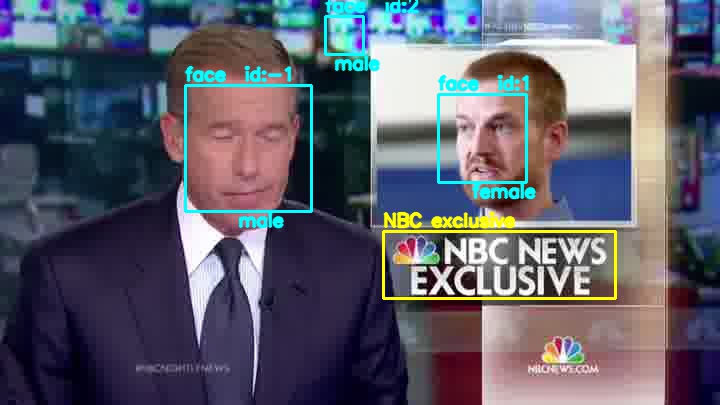 face id:2
male
face id:-1
male
face id:1
female
NBC exclusive
NBC NEWS
EXCLUSIVE
#NBCNIGHTLYNEWS
NBCNEWS.COM